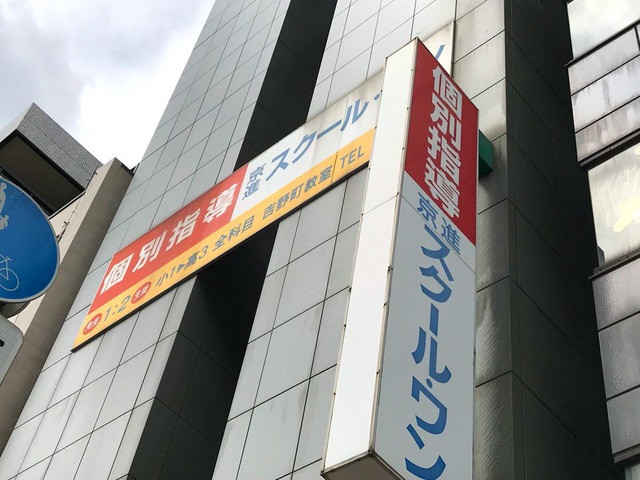 個別指導
京進
スクール・
1:2
小1▶高3 全科目 吉野町教室 TEL
個別指導
京進
スクール・ワン